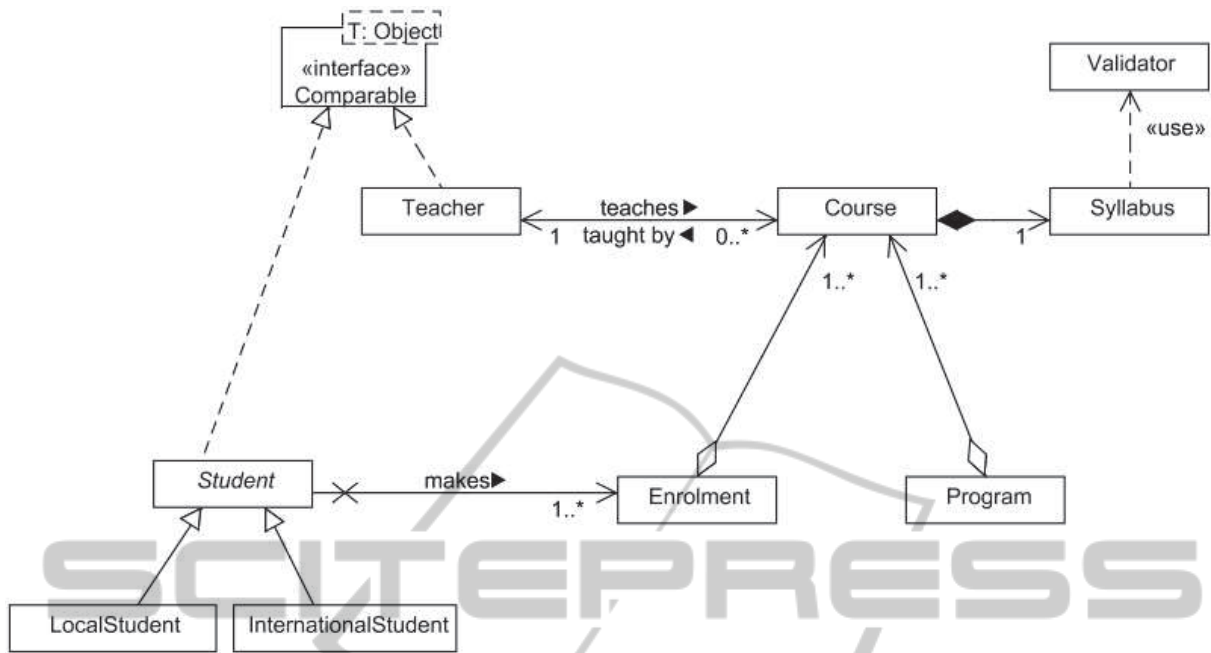 T: Object
«interface»
Comparable
Validator
«use»
Teacher
teaches▶
1
taught by◀
0..*
Course
1
Syllabus
1..*
1..*
Student
makes▶
1..*
Enrolment
Program
SCITEPRESS
LocalStudent
InternationalStudent